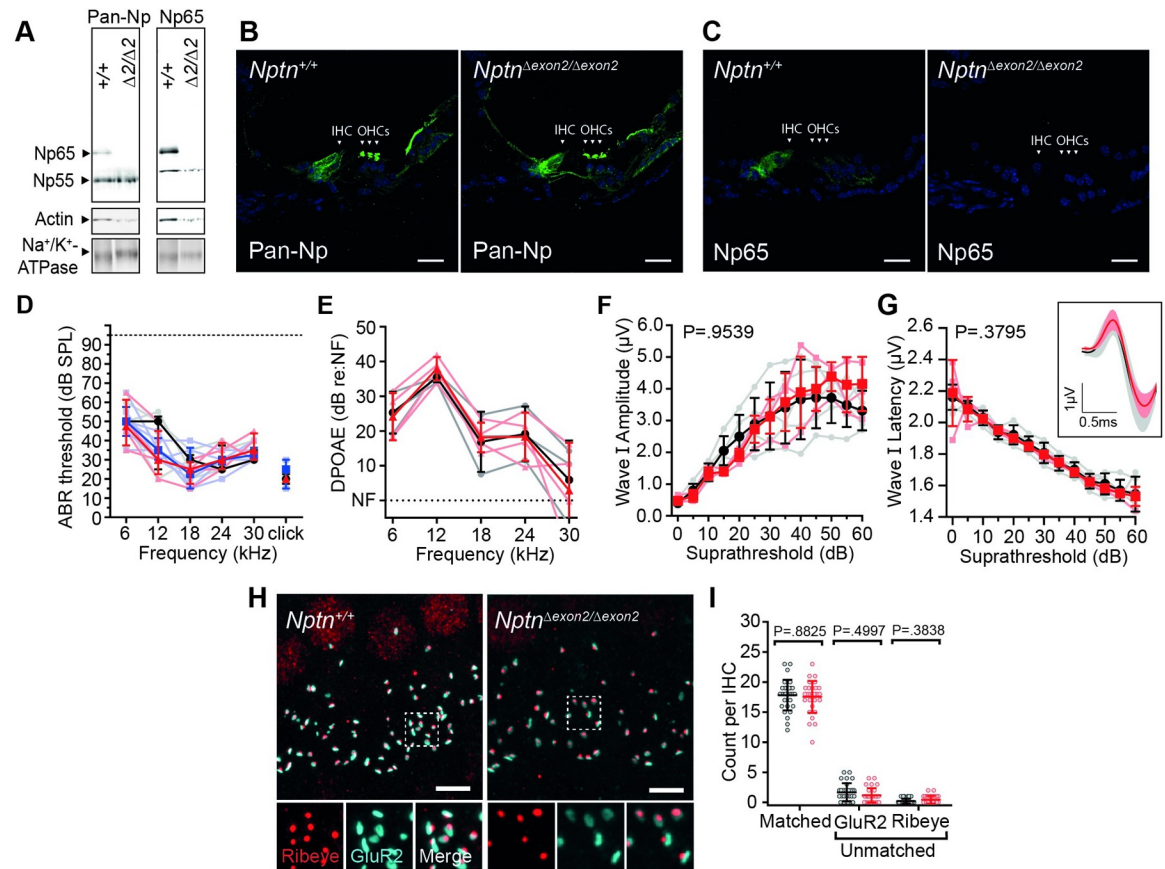 A
Pan-Np Np65
+/+ Δ2/Δ2 +/+ Δ2/Δ2
Np65
Np55
Actin
Na⁺/K⁺-
ATPase
B
Nptn⁺/⁺
IHC OHCs
Pan-Np
Nptn^Δexon2/Δexon2
IHC OHCs
Pan-Np
C
Nptn⁺/⁺
IHC OHCs
Np65
Nptn^Δexon2/Δexon2
IHC OHCs
Np65
D
ABR threshold (dB SPL)
90
80
70
60
50
40
30
20
10
0
6 12 18 24 30 click
Frequency (kHz)
E
DPOAE (dB re:NF)
50
40
30
20
10
NF
6 12 18 24 30
Frequency (kHz)
F
P=.9539
Wave I Amplitude (µV)
6.0
5.0
4.0
3.0
2.0
1.0
0.0
0 10 20 30 40 50 60
Suprathreshold (dB)
G
P=.3795
Wave I Latency (µV)
2.6
2.4
2.2
2.0
1.8
1.6
1.4
0 10 20 30 40 50 60
Suprathreshold (dB)
1µV
0.5ms
H
Nptn⁺/⁺
Nptn^Δexon2/Δexon2
Ribeye GluR2 Merge
I
P=.8825 P=.4997 P=.3838
Count per IHC
30
25
20
15
10
5
0
Matched GluR2 Ribeye
Unmatched